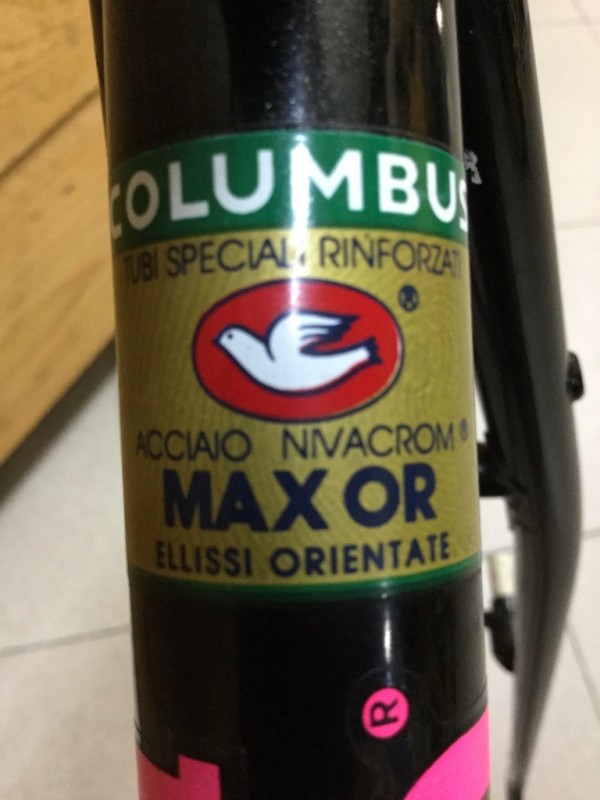 COLUMBUS
TUBI SPECIALI RINFORZATI
®
ACCIAIO NIVACROM®
MAX OR
ELLISSI ORIENTATE
®